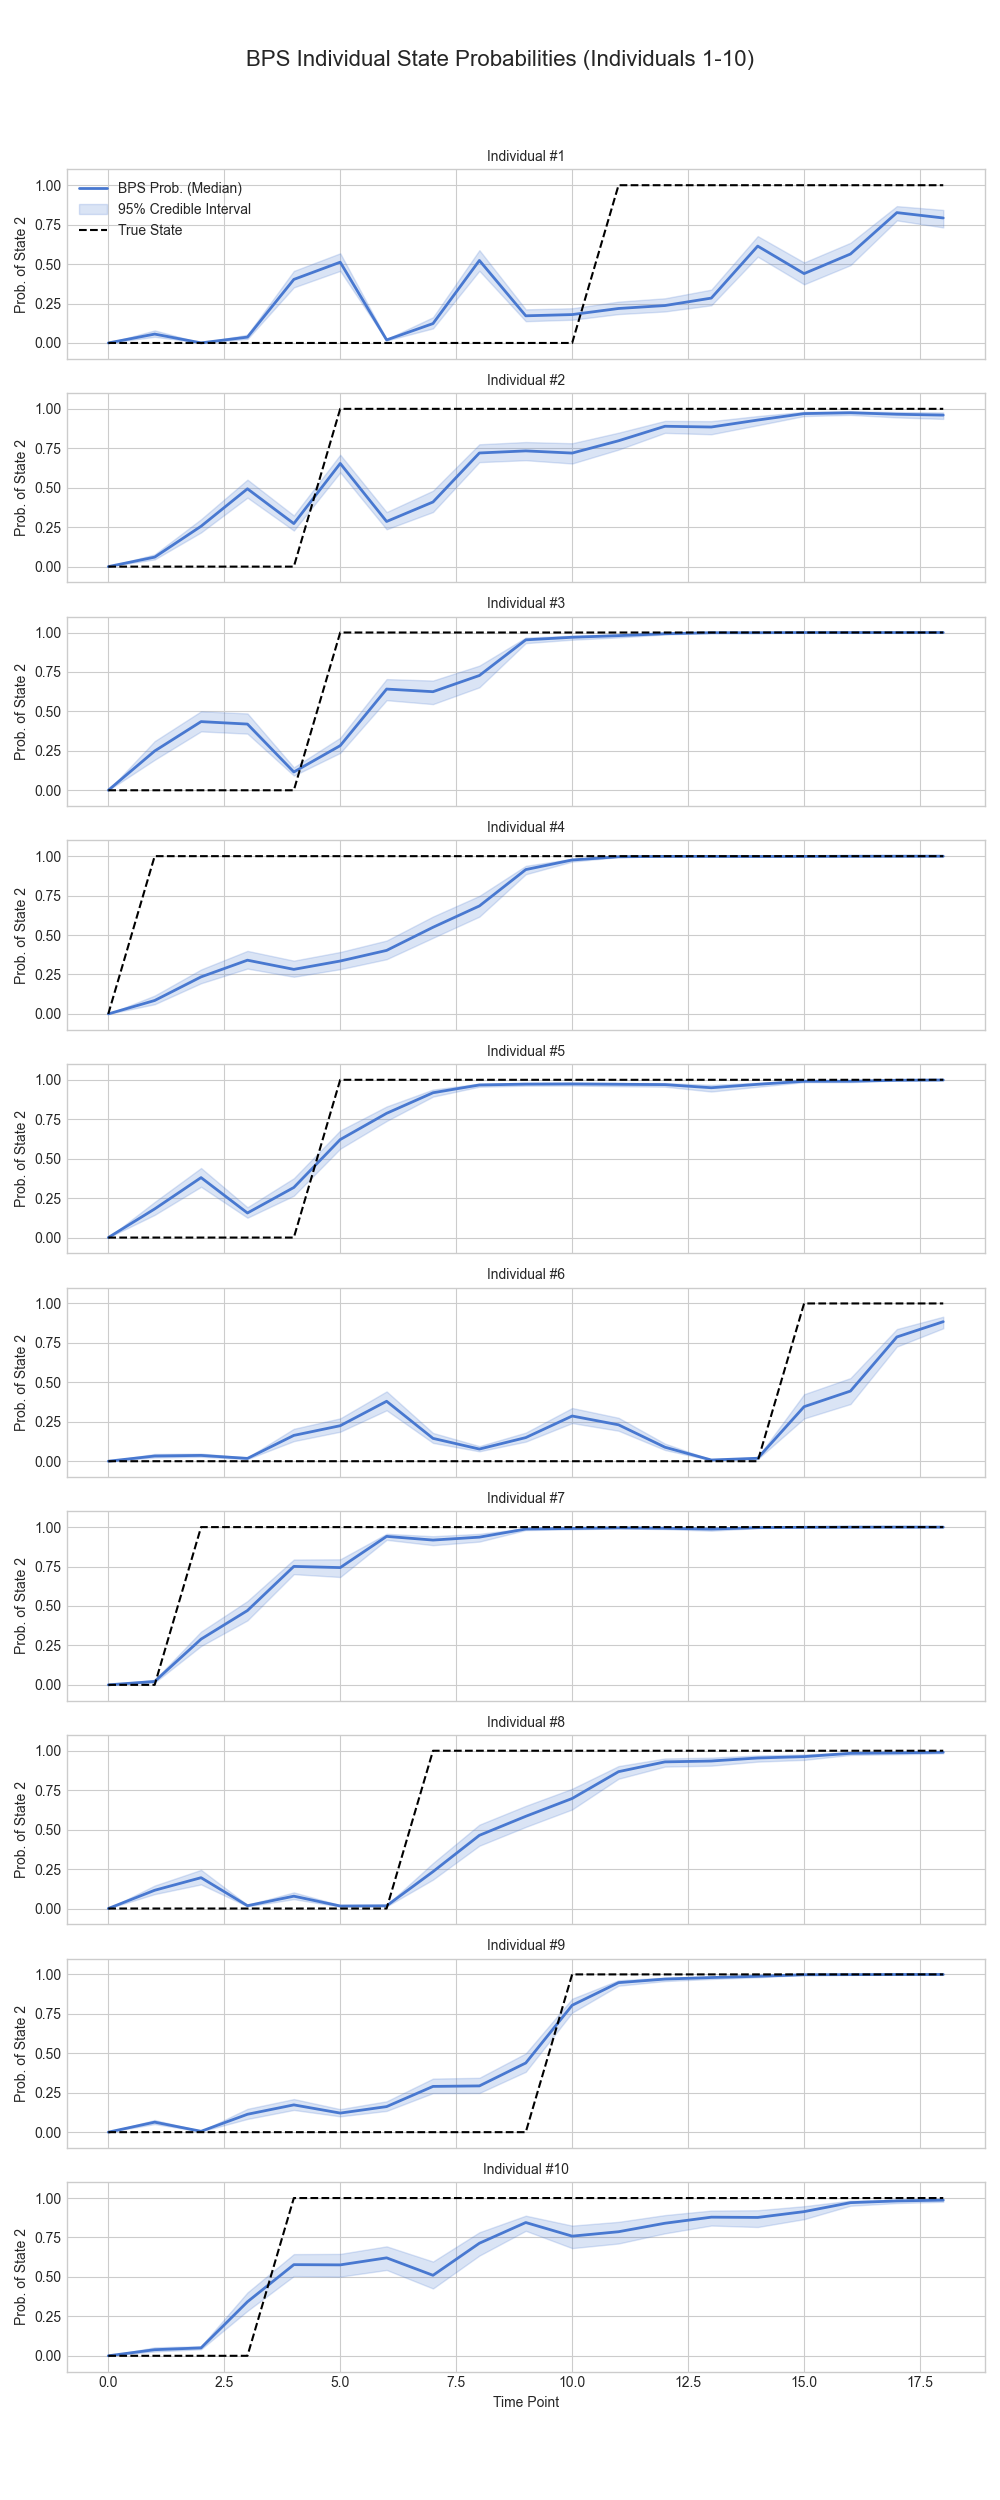 BPS Individual State Probabilities (Individuals 1-10)
Individual #1
Prob. of State 2
1.00
0.75
0.50
0.25
0.00
BPS Prob. (Median)
95% Credible Interval
True State
Individual #2
Prob. of State 2
1.00
0.75
0.50
0.25
0.00
Individual #3
Prob. of State 2
1.00
0.75
0.50
0.25
0.00
Individual #4
Prob. of State 2
1.00
0.75
0.50
0.25
0.00
Individual #5
Prob. of State 2
1.00
0.75
0.50
0.25
0.00
Individual #6
Prob. of State 2
1.00
0.75
0.50
0.25
0.00
Individual #7
Prob. of State 2
1.00
0.75
0.50
0.25
0.00
Individual #8
Prob. of State 2
1.00
0.75
0.50
0.25
0.00
Individual #9
Prob. of State 2
1.00
0.75
0.50
0.25
0.00
Individual #10
Prob. of State 2
1.00
0.75
0.50
0.25
0.00
0.0 2.5 5.0 7.5 10.0 12.5 15.0 17.5
Time Point